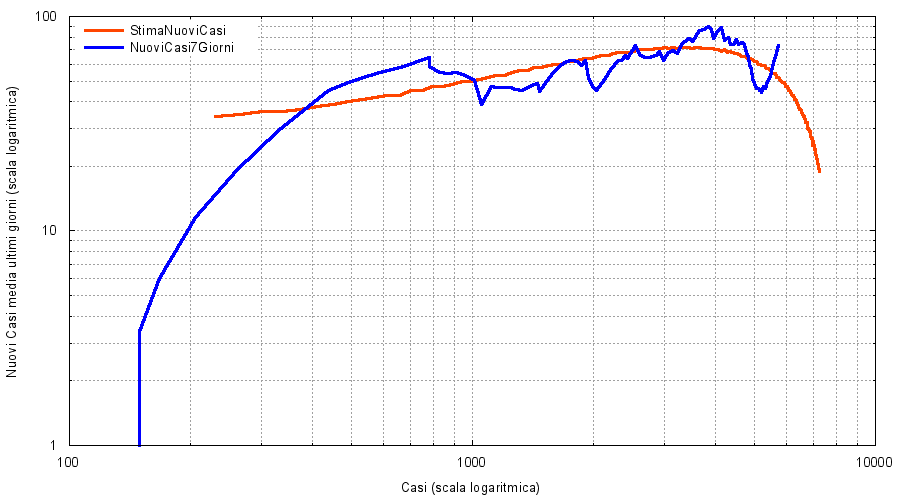 100
StimaNuoviCasi
NuoviCasi7Giorni
10
1
Nuovi Casi media ultimi giorni (scala logaritmica)
100
1000
10000
Casi (scala logaritmica)